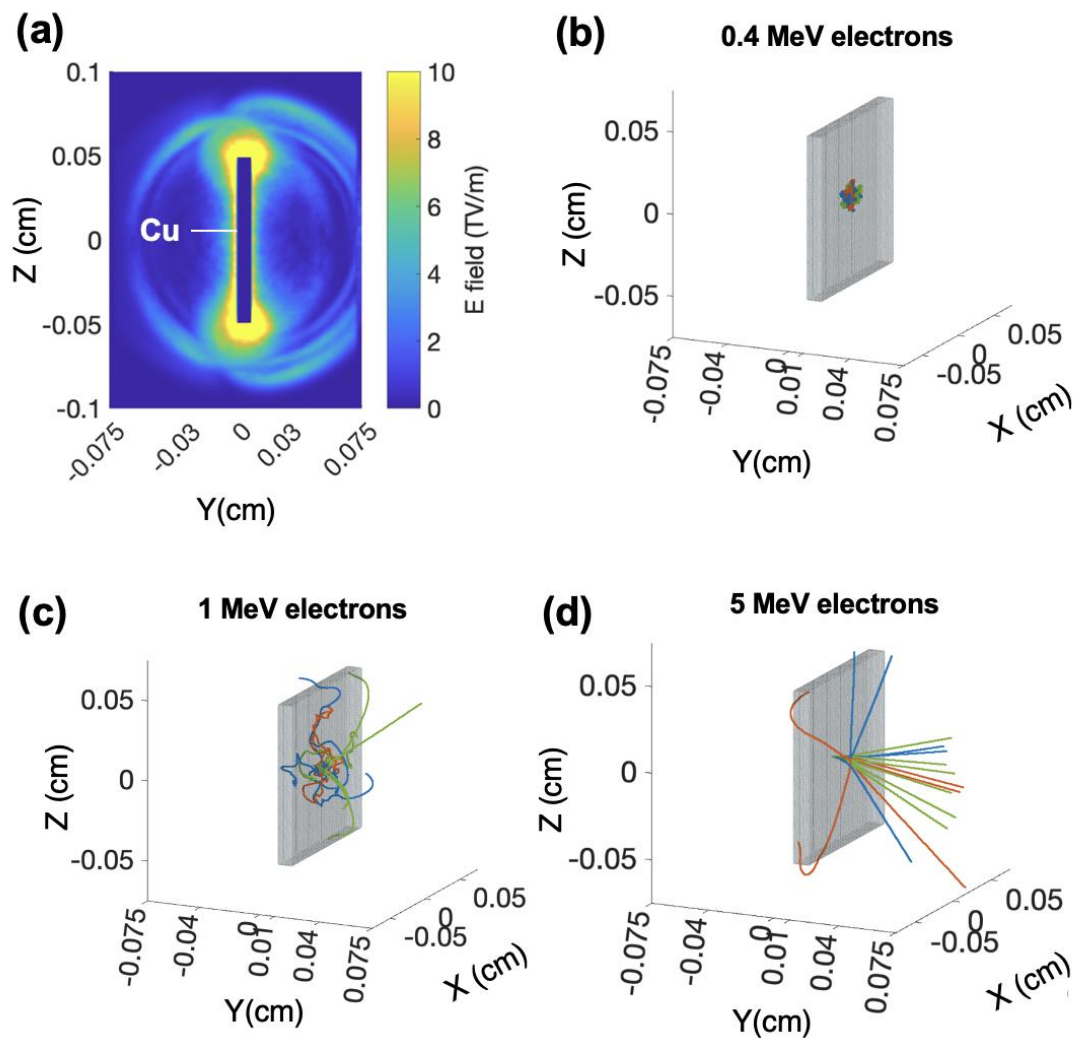 (a)
0.1
0.05
0
-0.05
-0.1
Z (cm)
Cu
-0.075
-0.03
0
0.03
0.075
Y(cm)
10
8
6
4
2
0
E field (TV/m)
(b)
0.4 MeV electrons
0.05
0
-0.05
Z (cm)
-0.075
-0.04
0
0.01
0.04
0.075
Y(cm)
-0.05
0
0.05
X (cm)
(c)
1 MeV electrons
0.05
0
-0.05
Z (cm)
-0.075
-0.04
0
0.01
0.04
0.075
Y(cm)
-0.05
0
0.05
X (cm)
(d)
5 MeV electrons
0.05
0
-0.05
Z (cm)
-0.075
-0.04
0
0.01
0.04
0.075
Y(cm)
-0.05
0
0.05
X (cm)